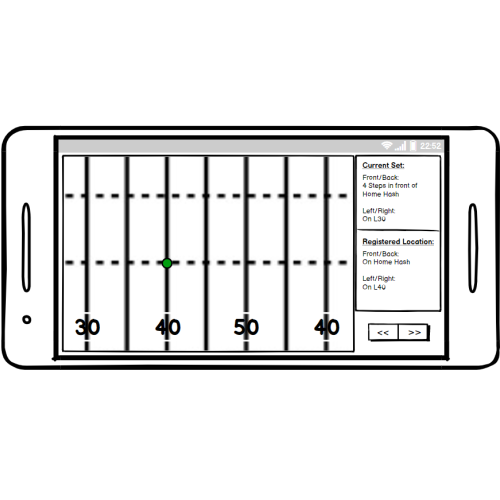 22:52
Current Set:
Front/Back:
4 Steps in front of
Home Hash
Left/Right:
On L30
Registered Location:
Front/Back:
On Home Hash
Left/Right:
On L40
30 40 50 40
<< >>